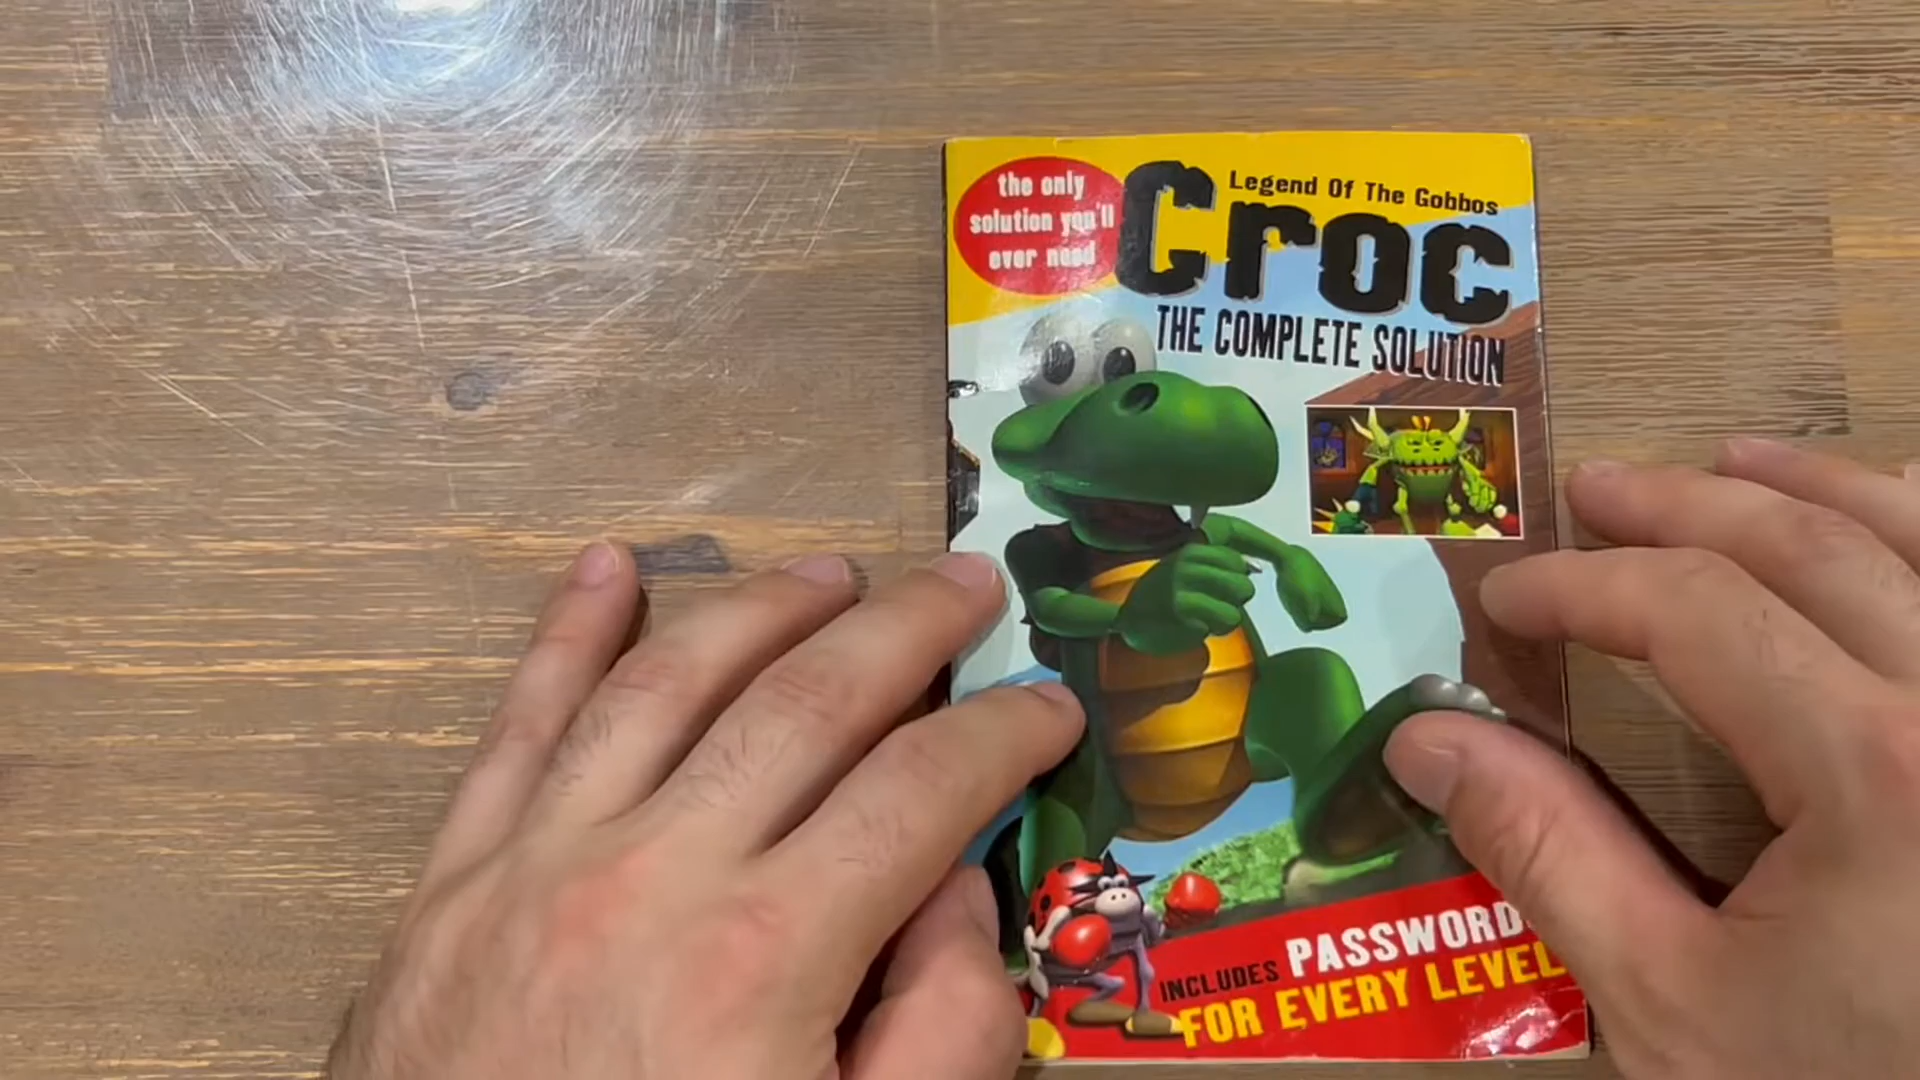 the only
solution you'll
ever need
Legend Of The Gobbos
Croc
THE COMPLETE SOLUTION
INCLUDES PASSWORD
FOR EVERY LEVEL